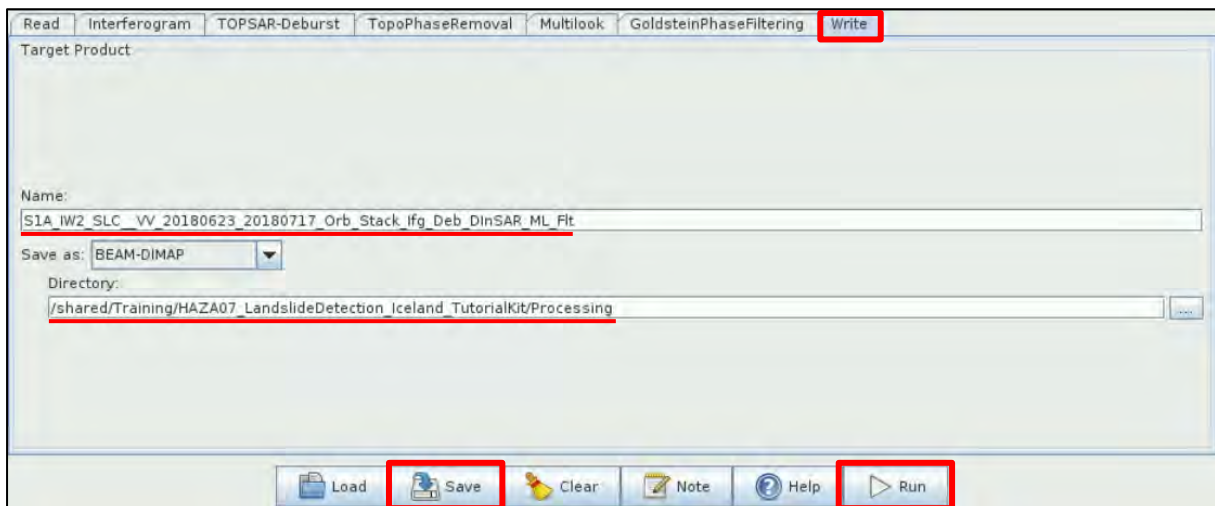 Read Interferogram TOPSAR-Deburst TopoPhaseRemoval Multilook GoldsteinPhaseFiltering Write
Target Product
Name:
S1A_IW2_SLC__VV_20180623_20180717_Orb_Stack_Ifg_Deb_DInSAR_ML_Flt
Save as: BEAM-DIMAP
Directory:
/shared/Training/HAZA07_LandslideDetection_Iceland_TutorialKit/Processing
...
Load Save Clear Note Help Run